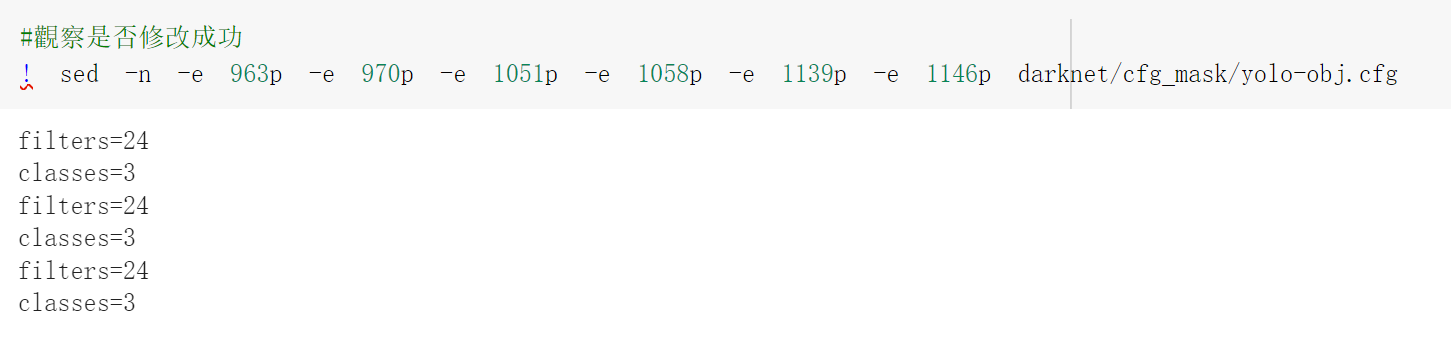 #觀察是否修改成功
! sed -n -e 963p -e 970p -e 1051p -e 1058p -e 1139p -e 1146p darknet/cfg_mask/yolo-obj.cfg
filters=24
classes=3
filters=24
classes=3
filters=24
classes=3